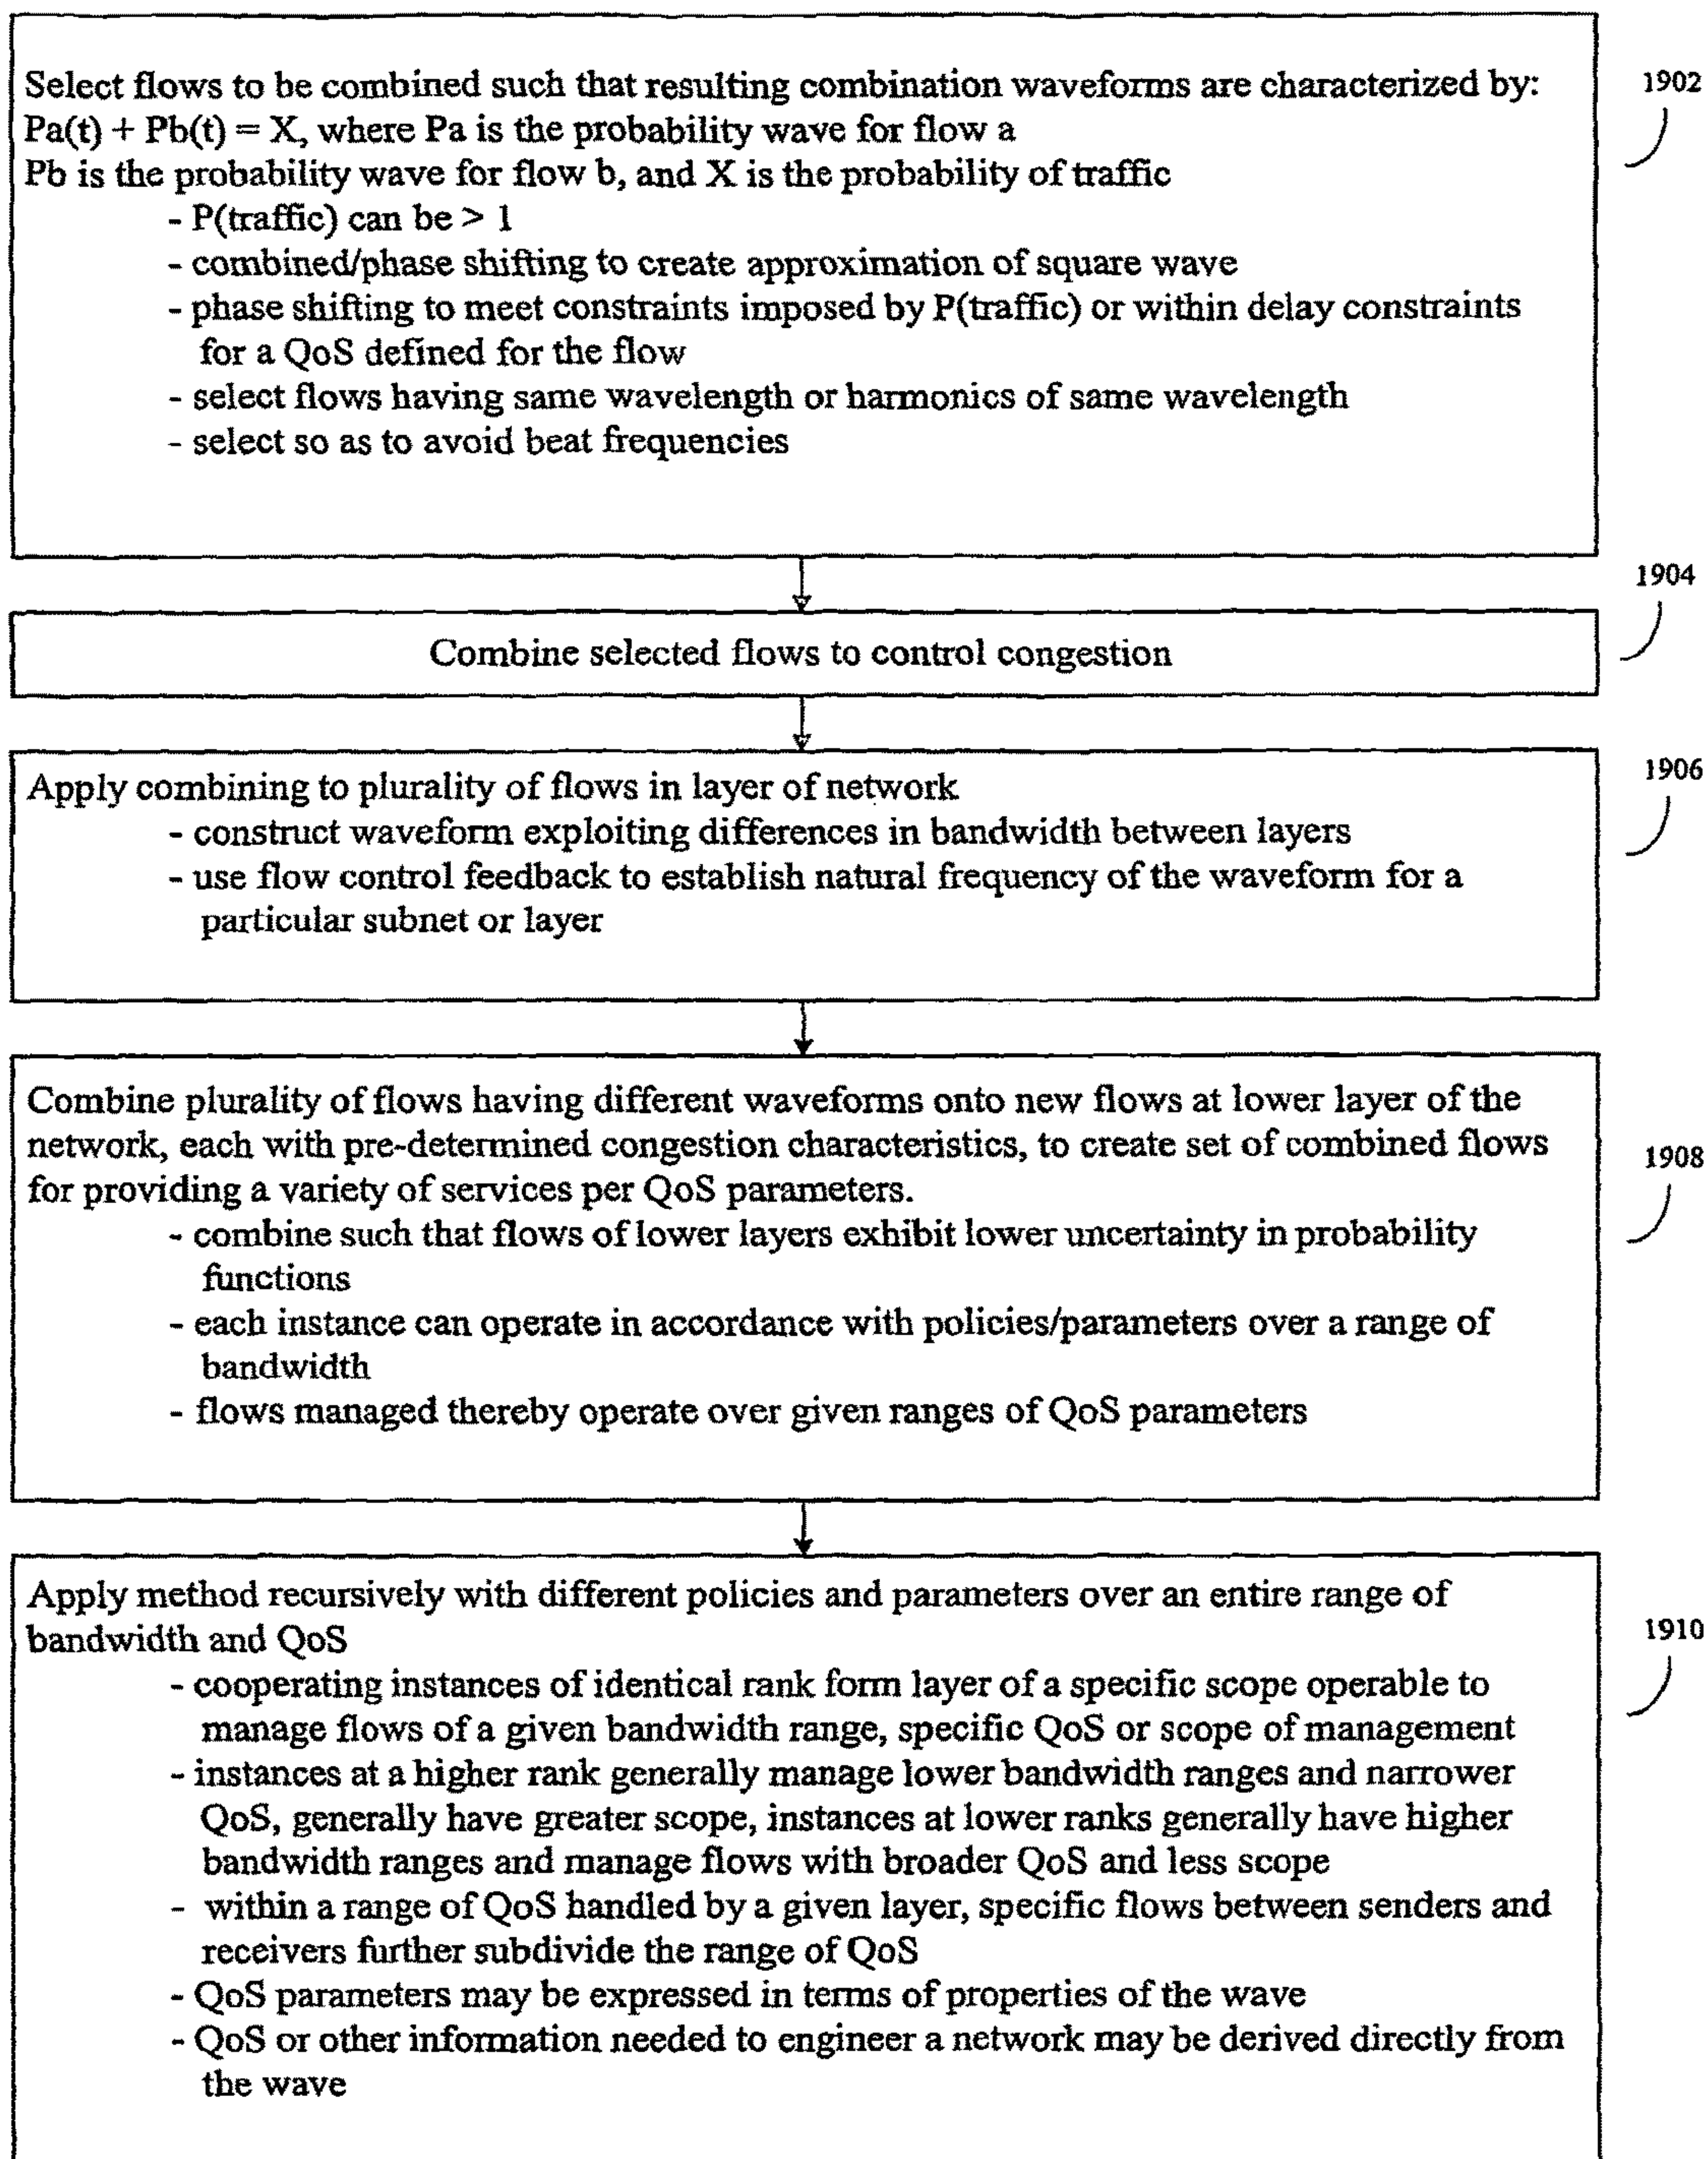 Select flows to be combined such that resulting combination waveforms are characterized by:
Pa(t) + Pb(t) = X, where Pa is the probability wave for flow a
Pb is the probability wave for flow b, and X is the probability of traffic
- P(traffic) can be > 1
- combined/phase shifting to create approximation of square wave
- phase shifting to meet constraints imposed by P(traffic) or within delay constraints
for a QoS defined for the flow
- select flows having same wavelength or harmonics of same wavelength
- select so as to avoid beat frequencies
1902
1904
Combine selected flows to control congestion
1906
Apply combining to plurality of flows in layer of network
- construct waveform exploiting differences in bandwidth between layers
- use flow control feedback to establish natural frequency of the waveform for a
particular subnet or layer
Combine plurality of flows having different waveforms onto new flows at lower layer of the
network, each with pre-determined congestion characteristics, to create set of combined flows
for providing a variety of services per QoS parameters.
- combine such that flows of lower layers exhibit lower uncertainty in probability
functions
- each instance can operate in accordance with policies/parameters over a range of
bandwidth
- flows managed thereby operate over given ranges of QoS parameters
1908
Apply method recursively with different policies and parameters over an entire range of
bandwidth and QoS
- cooperating instances of identical rank form layer of a specific scope operable to
manage flows of a given bandwidth range, specific QoS or scope of management
- instances at a higher rank generally manage lower bandwidth ranges and narrower
QoS, generally have greater scope, instances at lower ranks generally have higher
bandwidth ranges and manage flows with broader QoS and less scope
- within a range of QoS handled by a given layer, specific flows between senders and
receivers further subdivide the range of QoS
- QoS parameters may be expressed in terms of properties of the wave
- QoS or other information needed to engineer a network may be derived directly from
the wave
1910